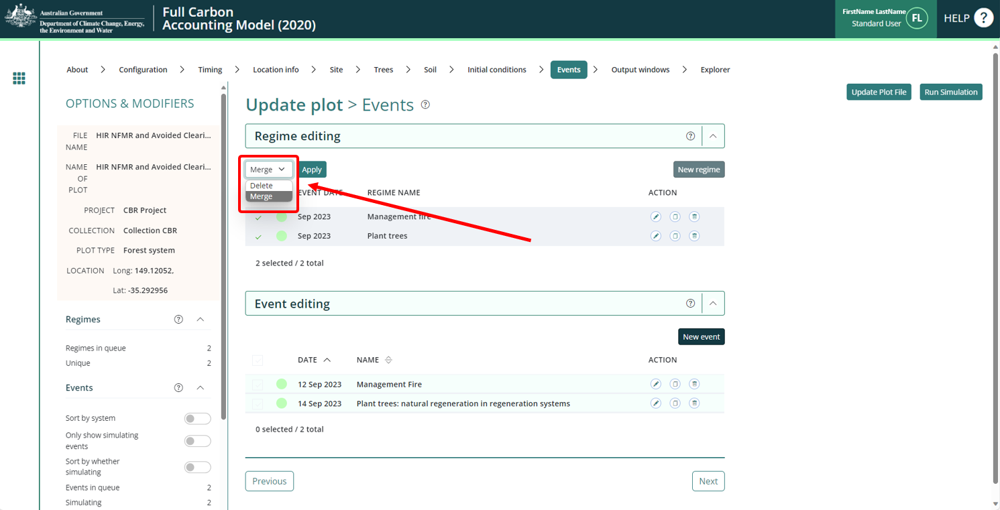 Australian Government
Department of Climate Change, Energy,
the Environment and Water
Full Carbon
Accounting Model (2020)
FirstName LastName
Standard User
FL
HELP ?
About > Configuration > Timing > Location info > Site > Trees > Soil > Initial conditions > Events > Output windows > Explorer
Update Plot File Run Simulation
OPTIONS & MODIFIERS
FILE NAME HIR NFMR and Avoided Cleari...
NAME OF PLOT HIR NFMR and Avoided Cleari...
PROJECT CBR Project
COLLECTION Collection CBR
PLOT TYPE Forest system
LOCATION Long: 149.12052,
Lat: -35.292956
Regimes ?
Regimes in queue 2
Unique 2
Events ?
Sort by system
Only show simulating
events
Sort by whether
simulating
Events in queue 2
Simulating 2
Update plot > Events ?
Regime editing ?
Merge Apply New regime
Delete
Merge
EVENT DATE REGIME NAME ACTION
Sep 2023 Management fire
Sep 2023 Plant trees
2 selected / 2 total
Event editing ?
New event
DATE NAME ACTION
12 Sep 2023 Management Fire
14 Sep 2023 Plant trees: natural regeneration in regeneration systems
0 selected / 2 total
Previous Next